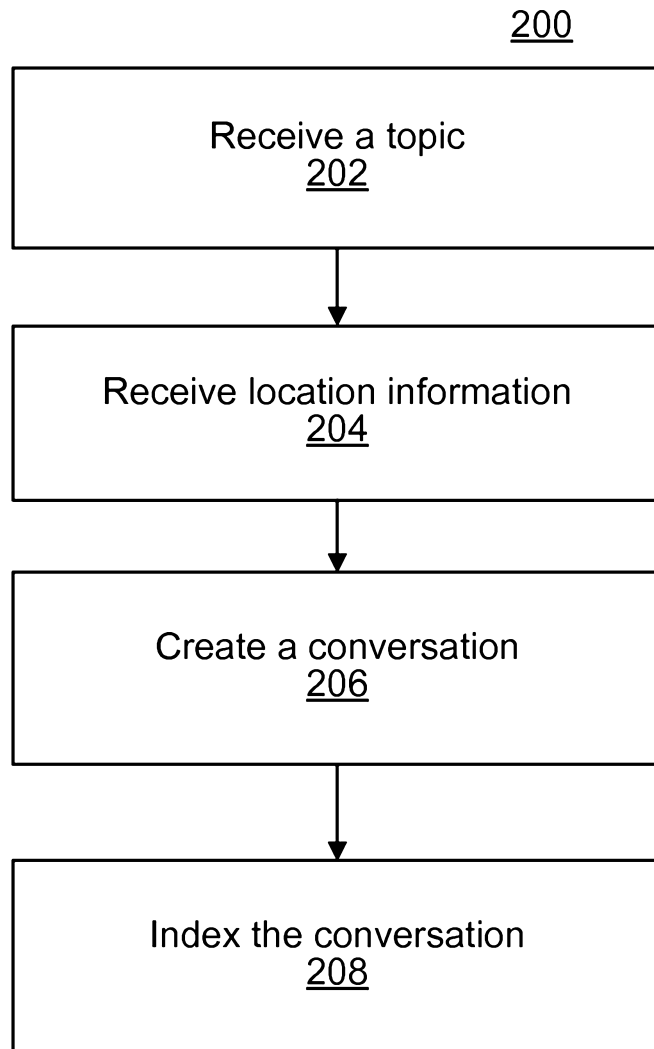 200
Receive a topic
202
Receive location information
204
Create a conversation
206
Index the conversation
208